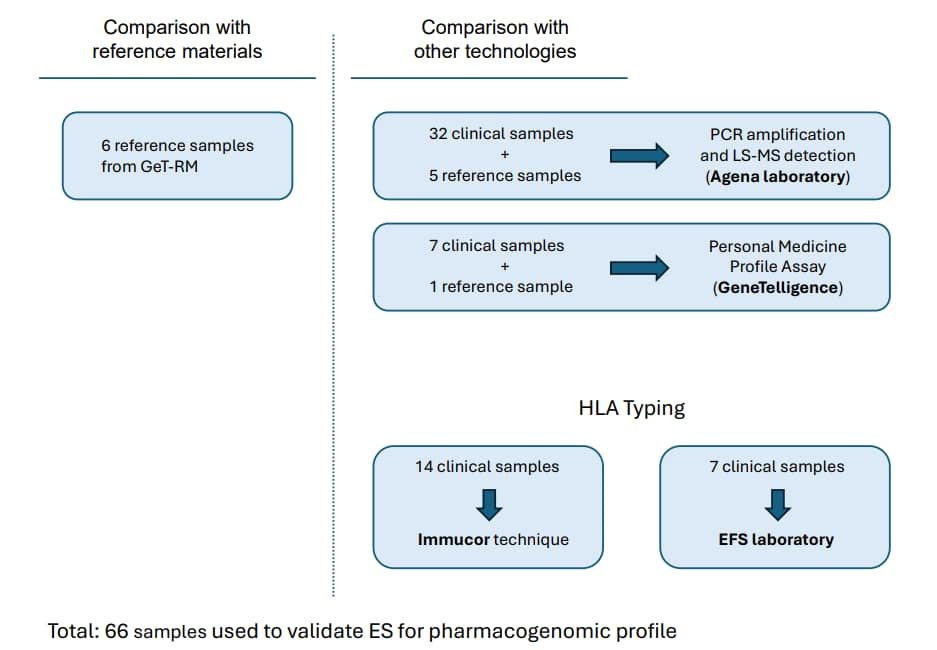 Comparison with
reference materials
6 reference samples
from GeT-RM
Comparison with
other technologies
32 clinical samples
+
5 reference samples
PCR amplification
and LS-MS detection
(Agena laboratory)
7 clinical samples
+
1 reference sample
Personal Medicine
Profile Assay
(GeneTelligence)
HLA Typing
14 clinical samples
Immucor technique
7 clinical samples
EFS laboratory
Total: 66 samples used to validate ES for pharmacogenomic profile